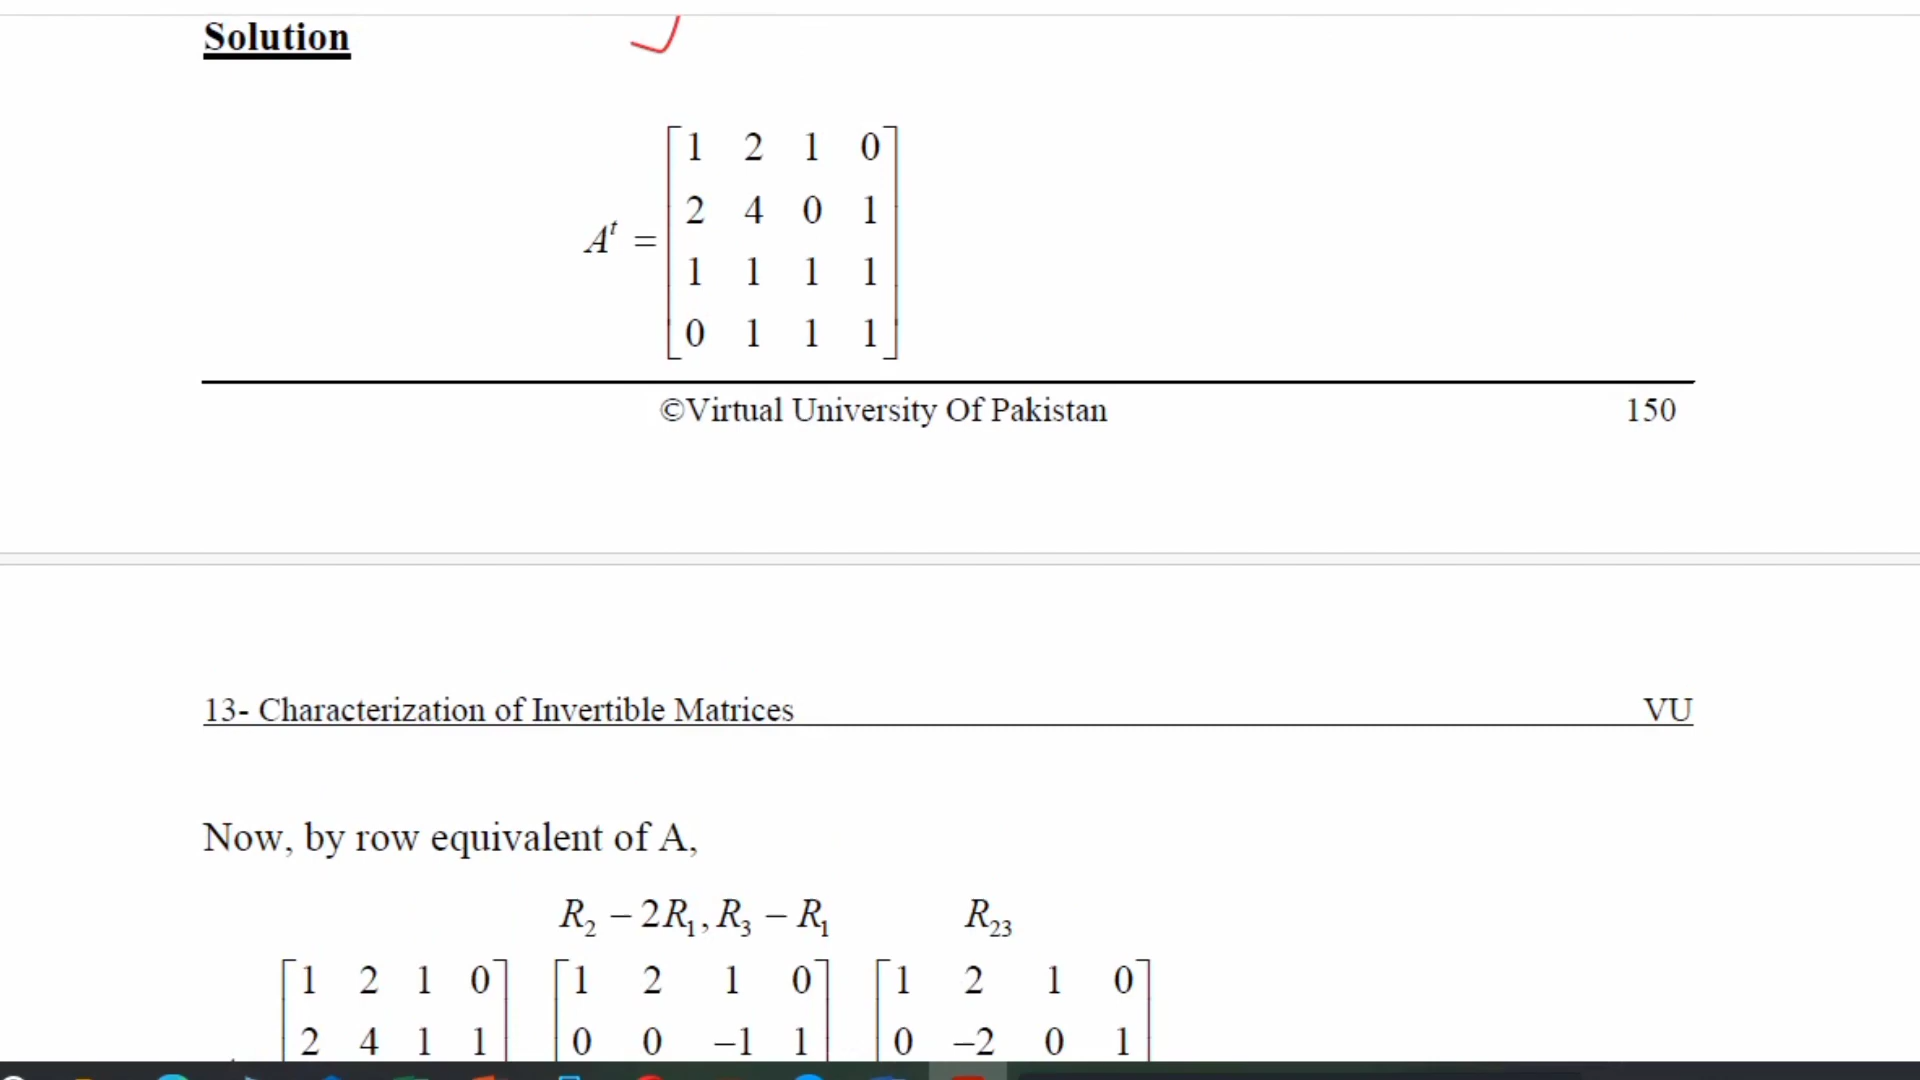 Solution
1 2 1 0
2 4 0 1
A^t =
1 1 1 1
0 1 1 1
©Virtual University Of Pakistan 150
13- Characterization of Invertible Matrices VU
Now, by row equivalent of A,
R₂ – 2R₁, R₃ – R₁ R₂₃
1 2 1 0 1 2 1 0 1 2 1 0
2 4 1 1 0 0 –1 1 0 –2 0 1